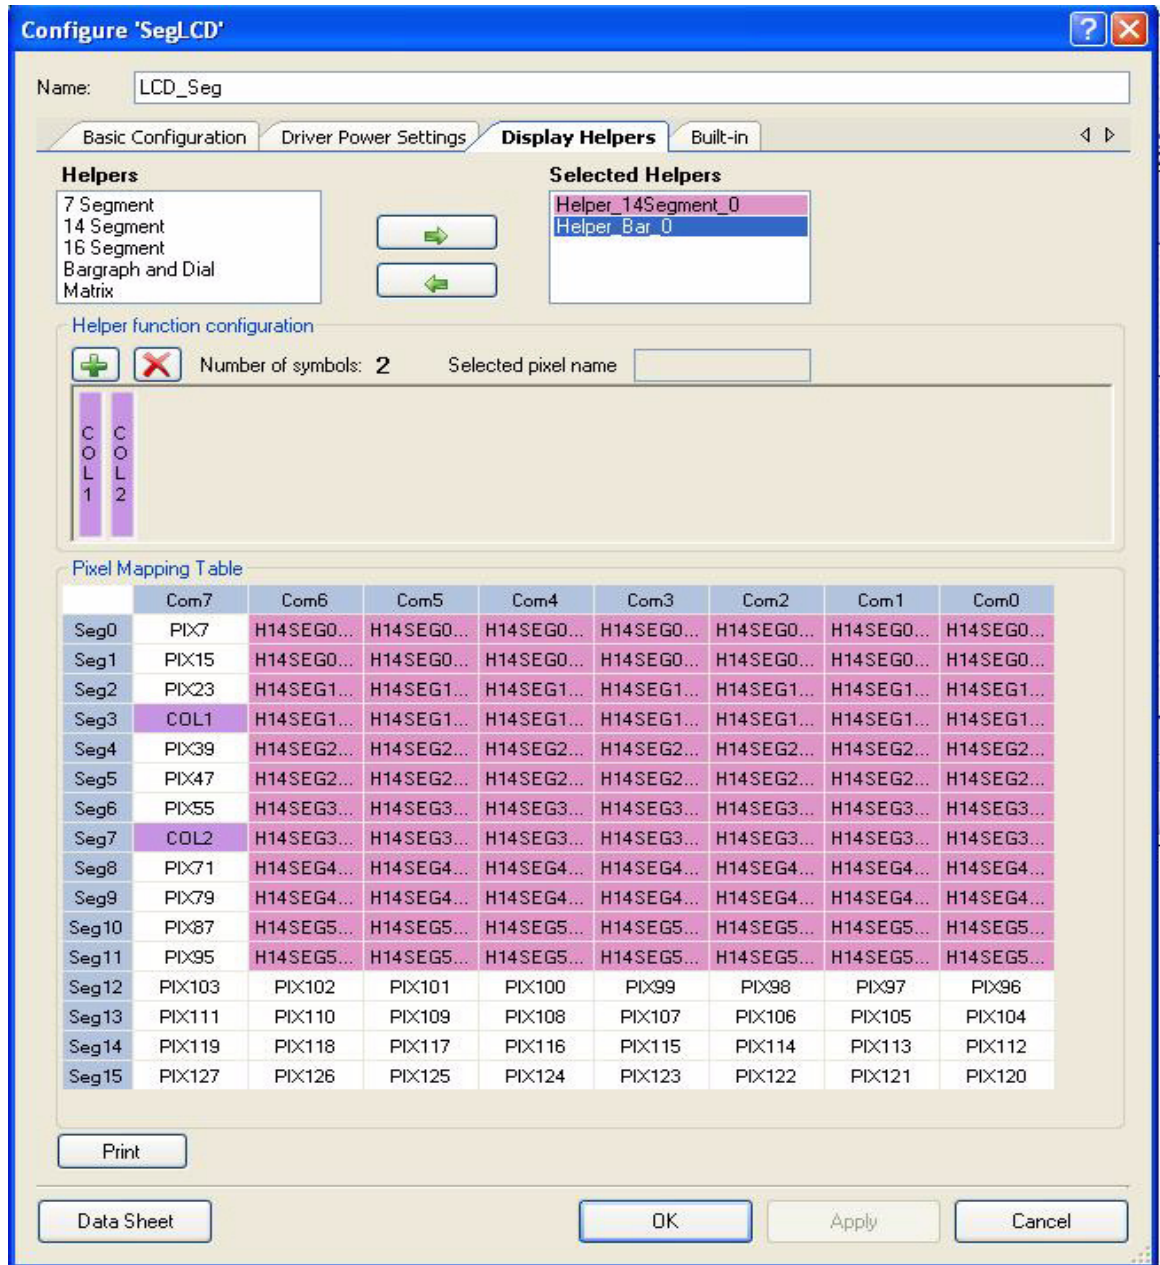 Configure 'SegLCD'
Name: LCD_Seg
Basic Configuration Driver Power Settings Display Helpers Built-in
Helpers Selected Helpers
7 Segment Helper_14Segment_0
14 Segment Helper_Bar_0
16 Segment
Bargraph and Dial
Matrix
Helper function configuration
Number of symbols: 2 Selected pixel name
COL1 COL2
Pixel Mapping Table
Com7 Com6 Com5 Com4 Com3 Com2 Com1 Com0
Seg0 PIX7 H14SEG0... H14SEG0... H14SEG0... H14SEG0... H14SEG0... H14SEG0... H14SEG0...
Seg1 PIX15 H14SEG0... H14SEG0... H14SEG0... H14SEG0... H14SEG0... H14SEG0... H14SEG0...
Seg2 PIX23 H14SEG1... H14SEG1... H14SEG1... H14SEG1... H14SEG1... H14SEG1... H14SEG1...
Seg3 COL1 H14SEG1... H14SEG1... H14SEG1... H14SEG1... H14SEG1... H14SEG1... H14SEG1...
Seg4 PIX39 H14SEG2... H14SEG2... H14SEG2... H14SEG2... H14SEG2... H14SEG2... H14SEG2...
Seg5 PIX47 H14SEG2... H14SEG2... H14SEG2... H14SEG2... H14SEG2... H14SEG2... H14SEG2...
Seg6 PIX55 H14SEG3... H14SEG3... H14SEG3... H14SEG3... H14SEG3... H14SEG3... H14SEG3...
Seg7 COL2 H14SEG3... H14SEG3... H14SEG3... H14SEG3... H14SEG3... H14SEG3... H14SEG3...
Seg8 PIX71 H14SEG4... H14SEG4... H14SEG4... H14SEG4... H14SEG4... H14SEG4... H14SEG4...
Seg9 PIX79 H14SEG4... H14SEG4... H14SEG4... H14SEG4... H14SEG4... H14SEG4... H14SEG4...
Seg10 PIX87 H14SEG5... H14SEG5... H14SEG5... H14SEG5... H14SEG5... H14SEG5... H14SEG5...
Seg11 PIX95 H14SEG5... H14SEG5... H14SEG5... H14SEG5... H14SEG5... H14SEG5... H14SEG5...
Seg12 PIX103 PIX102 PIX101 PIX100 PIX99 PIX98 PIX97 PIX96
Seg13 PIX111 PIX110 PIX109 PIX108 PIX107 PIX106 PIX105 PIX104
Seg14 PIX119 PIX118 PIX117 PIX116 PIX115 PIX114 PIX113 PIX112
Seg15 PIX127 PIX126 PIX125 PIX124 PIX123 PIX122 PIX121 PIX120
Print
Data Sheet OK Apply Cancel